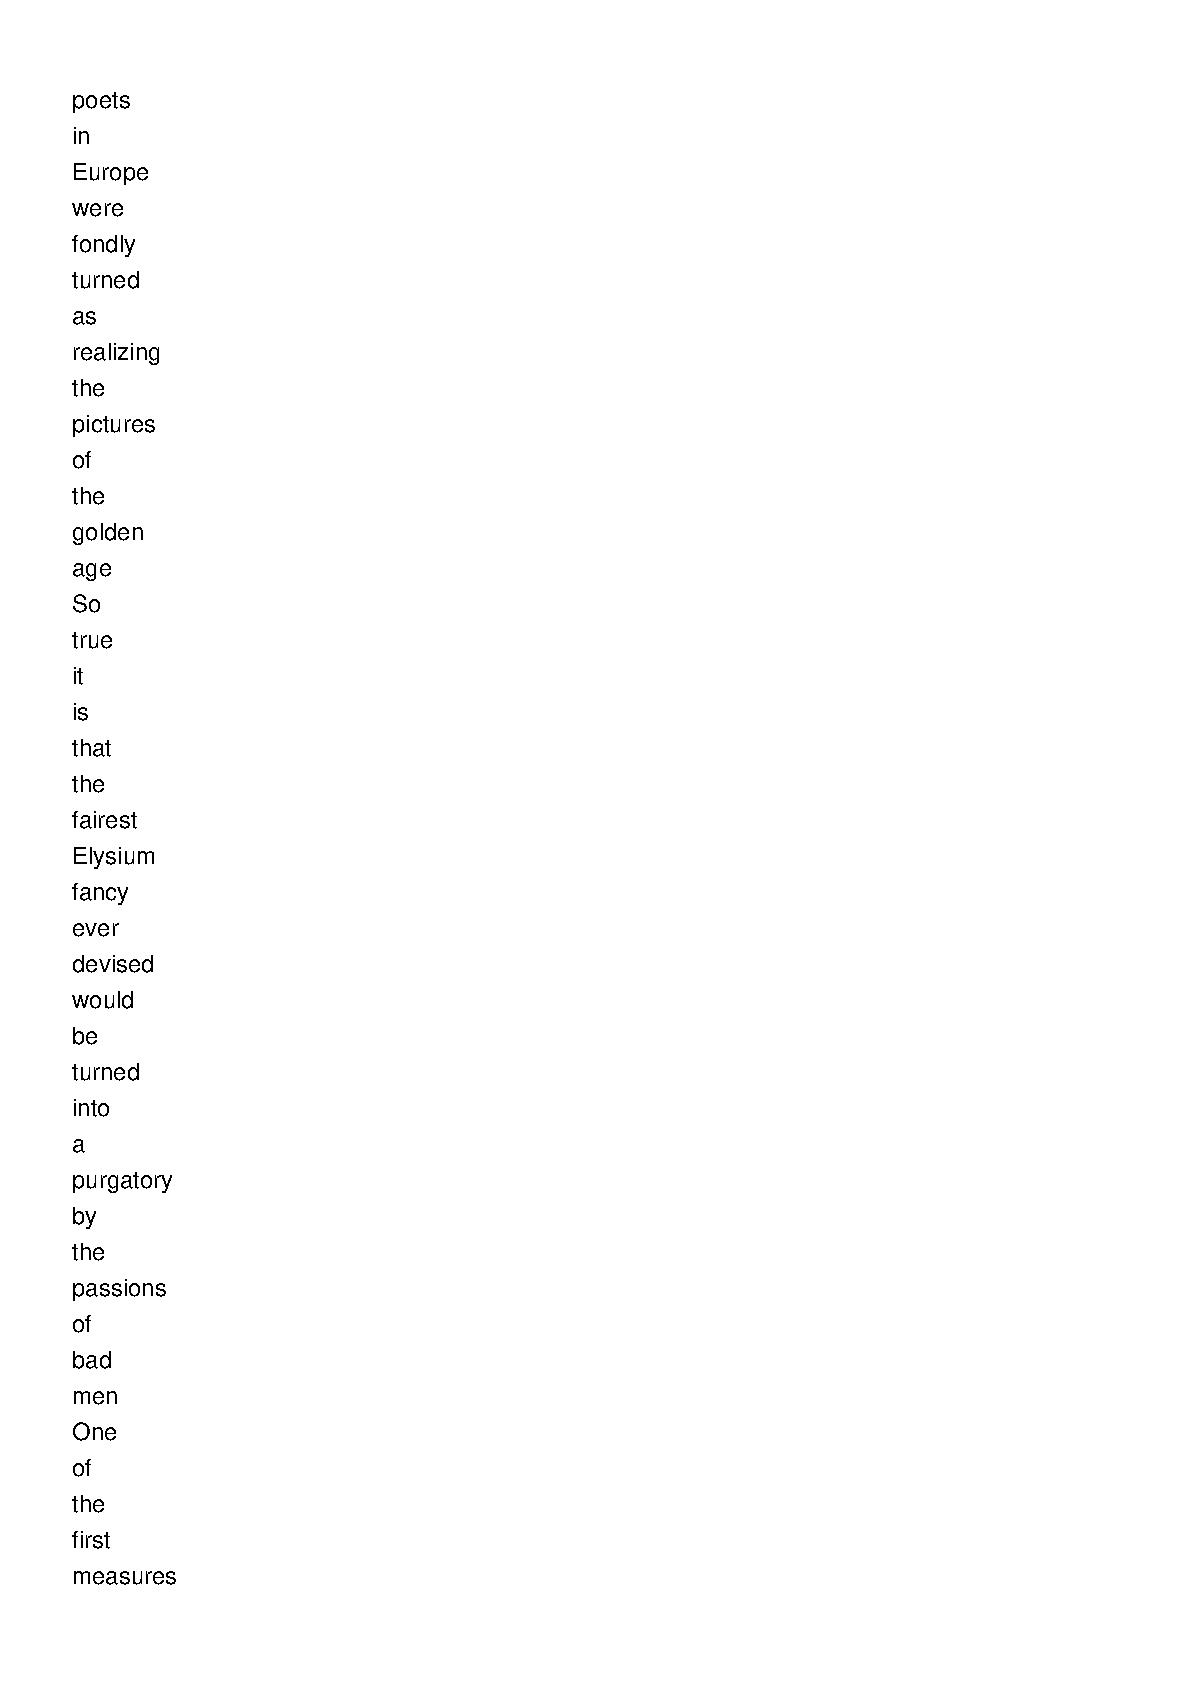 poets
in
Europe
were
fondly
turned
as
realizing
the
pictures
of
the
golden
age
So
true
it
is
that
the
fairest
Elysium
fancy
ever
devised
would
be
turned
into
a
purgatory
by
the
passions
of
bad
men
One
of
the
first
measures